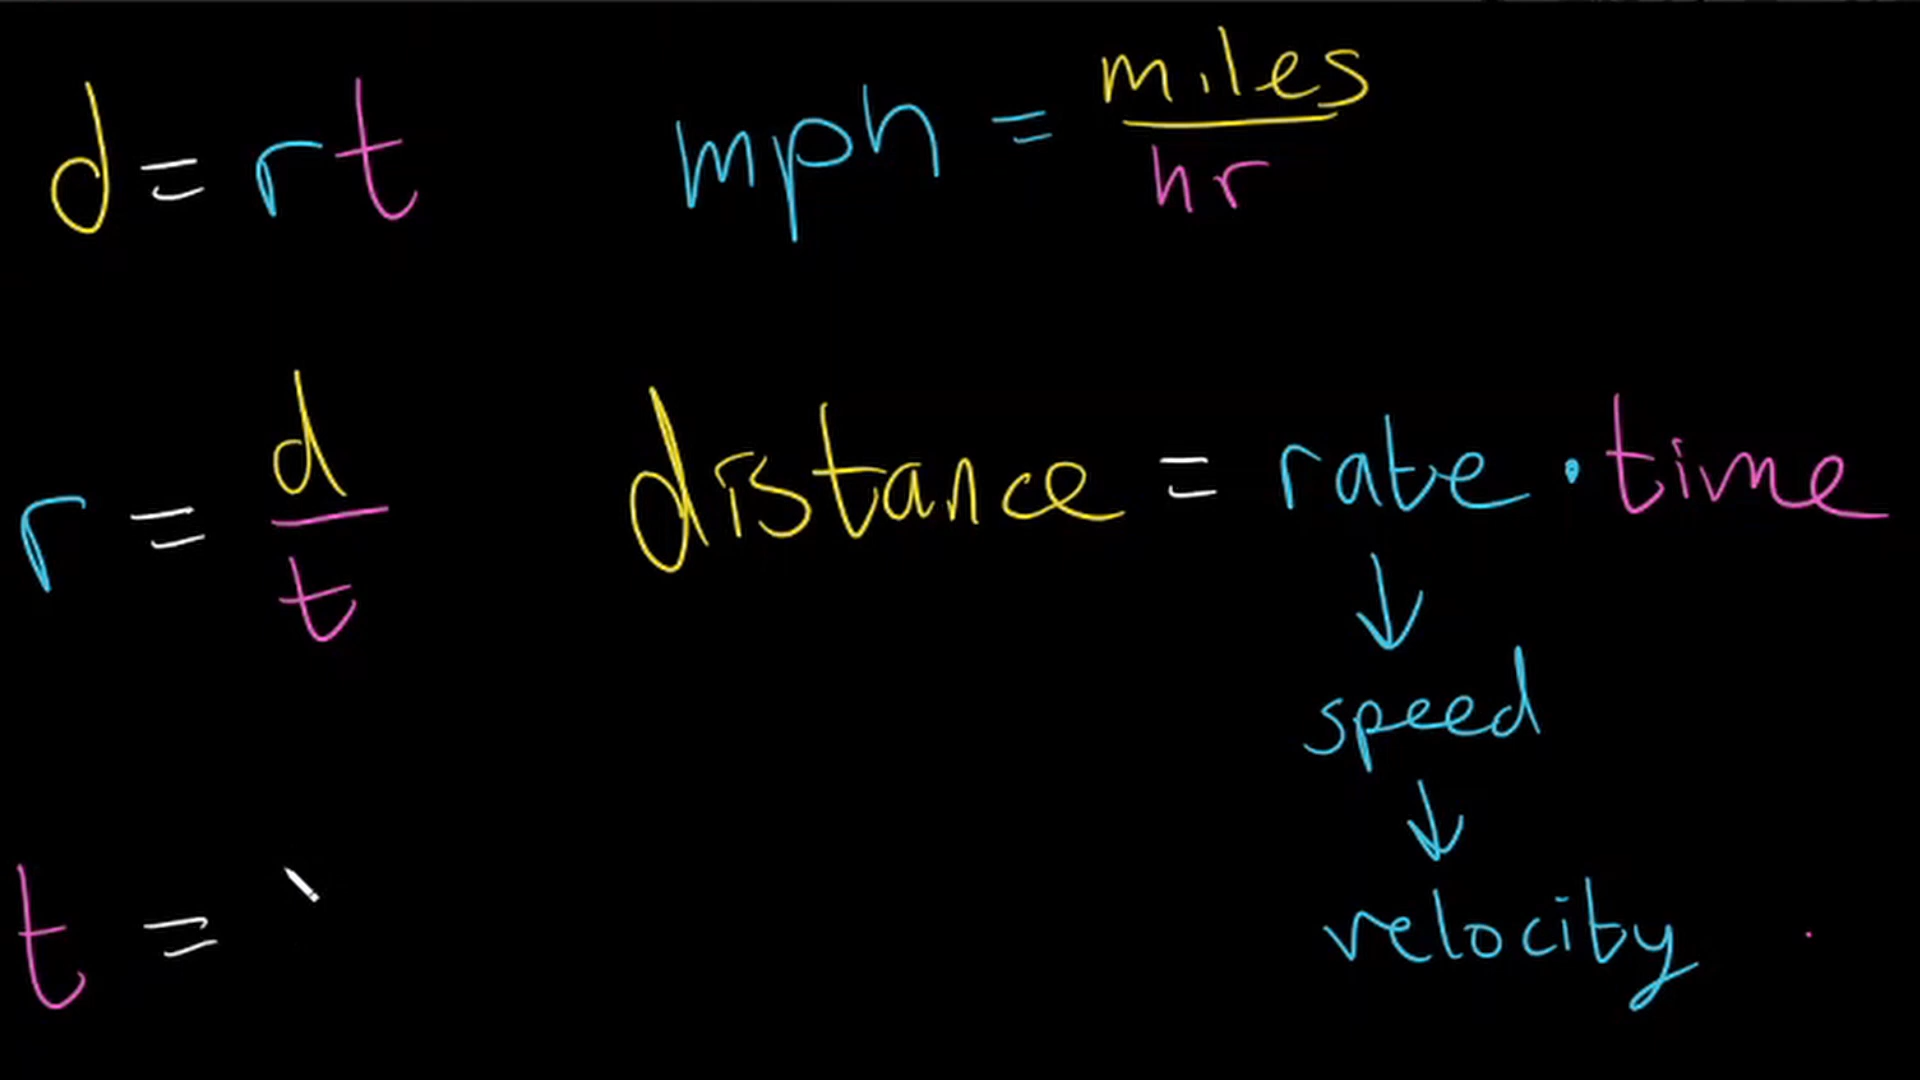 d = rt
mph = miles/hr
r = d/t
distance = rate · time
↓
speed
↓
velocity
t =